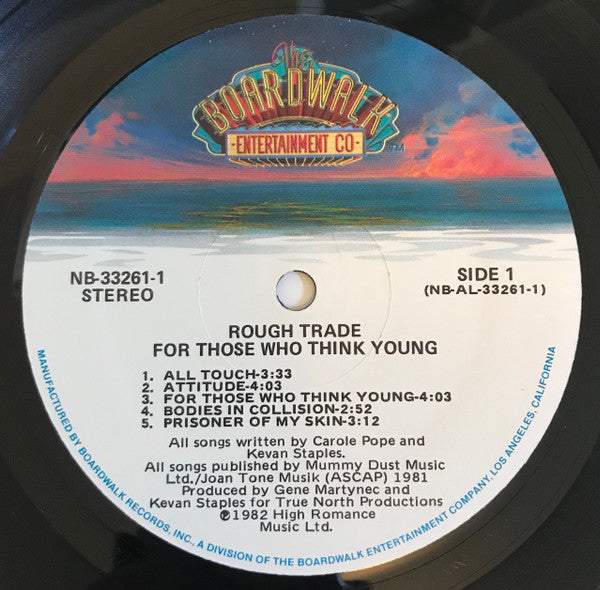 The
BOARDWALK
-ENTERTAINMENT CO-
TM
NB-33261-1
STEREO
SIDE 1
(NB-AL-33261-1)
ROUGH TRADE
FOR THOSE WHO THINK YOUNG
1. ALL TOUCH-3:33
2. ATTITUDE-4:03
3. FOR THOSE WHO THINK YOUNG-4:03
4. BODIES IN COLLISION-2:52
5. PRISONER OF MY SKIN-3:12
All songs written by Carole Pope and
Kevan Staples.
All songs published by Mummy Dust Music
Ltd./Joan Tone Musik (ASCAP) 1981
Produced by Gene Martynec and
Kevan Staples for True North Productions
℗1982 High Romance
Music Ltd.
MANUFACTURED BY BOARDWALK RECORDS, INC., A DIVISION OF THE BOARDWALK ENTERTAINMENT COMPANY, LOS ANGELES, CALIFORNIA